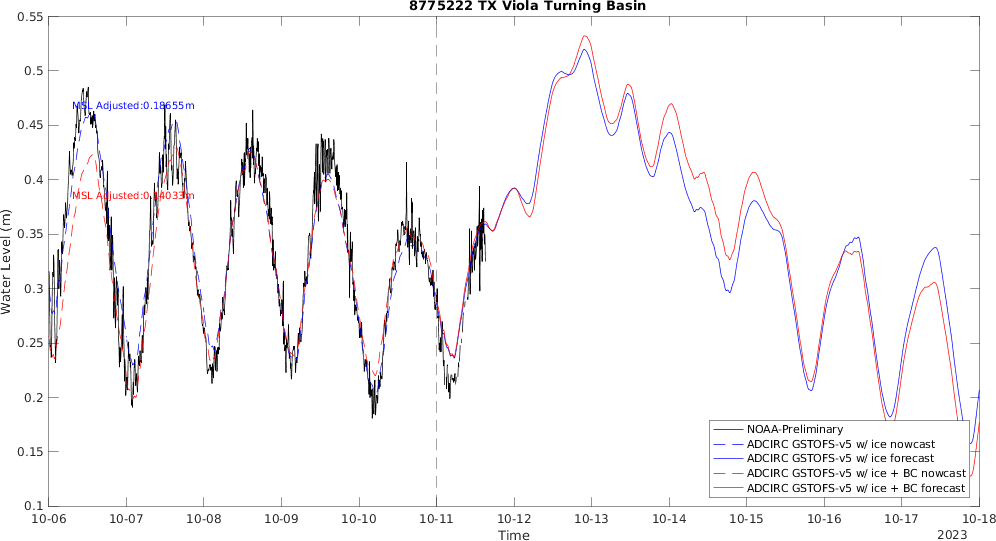 8775222 TX Viola Turning Basin
0.55
0.5
0.45
0.4
0.35
0.3
0.25
0.2
0.15
0.1
Water Level (m)
MSL Adjusted:0.18655m
MSL Adjusted:0.14033m
NOAA-Preliminary
ADCIRC GSTOFS-v5 w/ ice nowcast
ADCIRC GSTOFS-v5 w/ ice forecast
ADCIRC GSTOFS-v5 w/ ice + BC nowcast
ADCIRC GSTOFS-v5 w/ ice + BC forecast
10-06 10-07 10-08 10-09 10-10 10-11 10-12 10-13 10-14 10-15 10-16 10-17 10-18
Time
2023